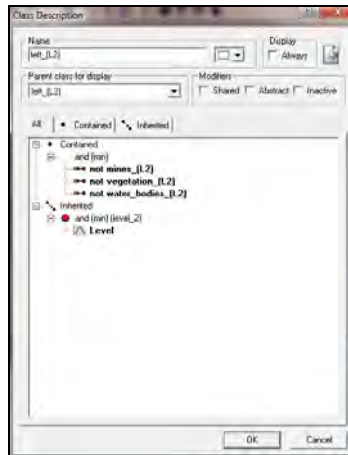 Class Description
Name
Display
left_(L2)
Always
Parent class for display
Modifiers
left_(L2)
Shared
Abstract
Inactive
All
Contained
Inherited
Contained
and (min)
not mines_(L2)
not vegetation_(L2)
not water_bodies_(L2)
Inherited
and (min) (level_2)
Level
OK
Cancel